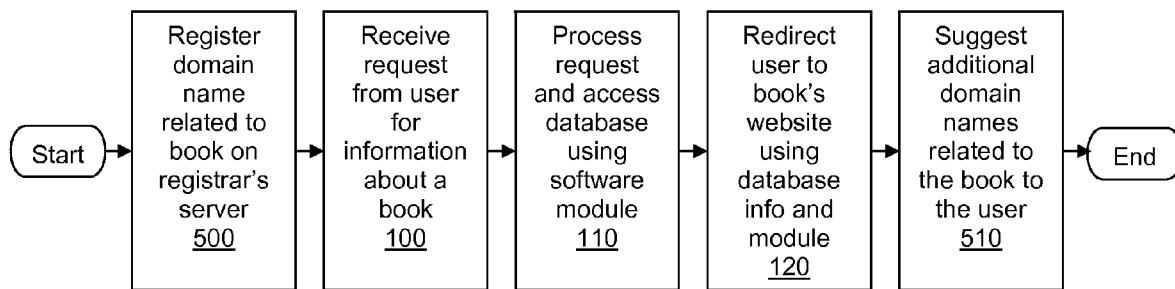 Start
Register
domain
name
related to
book on
registrar's
server
500
Receive
request
from user
for
information
about a
book
100
Process
request
and access
database
using
software
module
110
Redirect
user to
book's
website
using
database
info and
module
120
Suggest
additional
domain
names
related to
the book to
the user
510
End